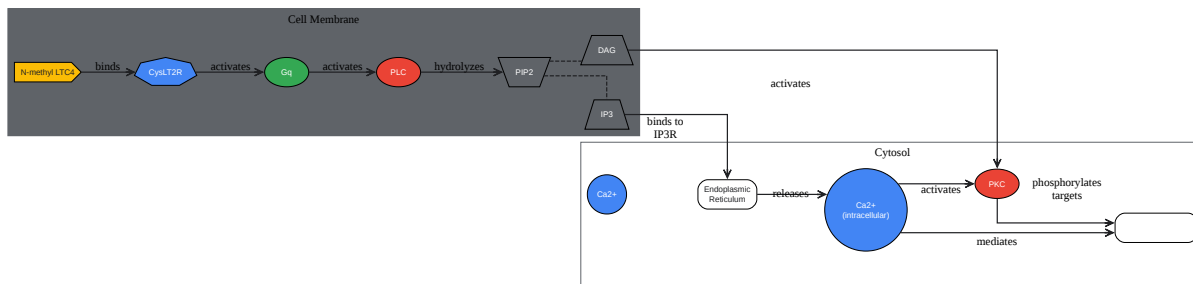 Cell Membrane
N-methyl LTC4
binds
CysLT2R
activates
Gq
activates
PLC
hydrolyzes
PIP2
DAG
IP3
activates
binds to
IP3R
Cytosol
Ca2+
Endoplasmic
Reticulum
releases
Ca2+
(intracellular)
activates
PKC
phosphorylates
targets
mediates